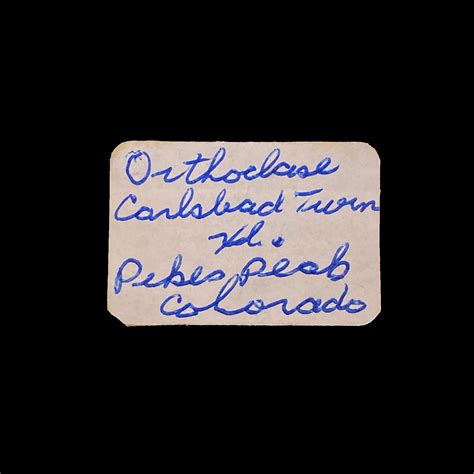 Orthoclase
Carlsbad Twin
xl.
Pikes Peak
Colorado